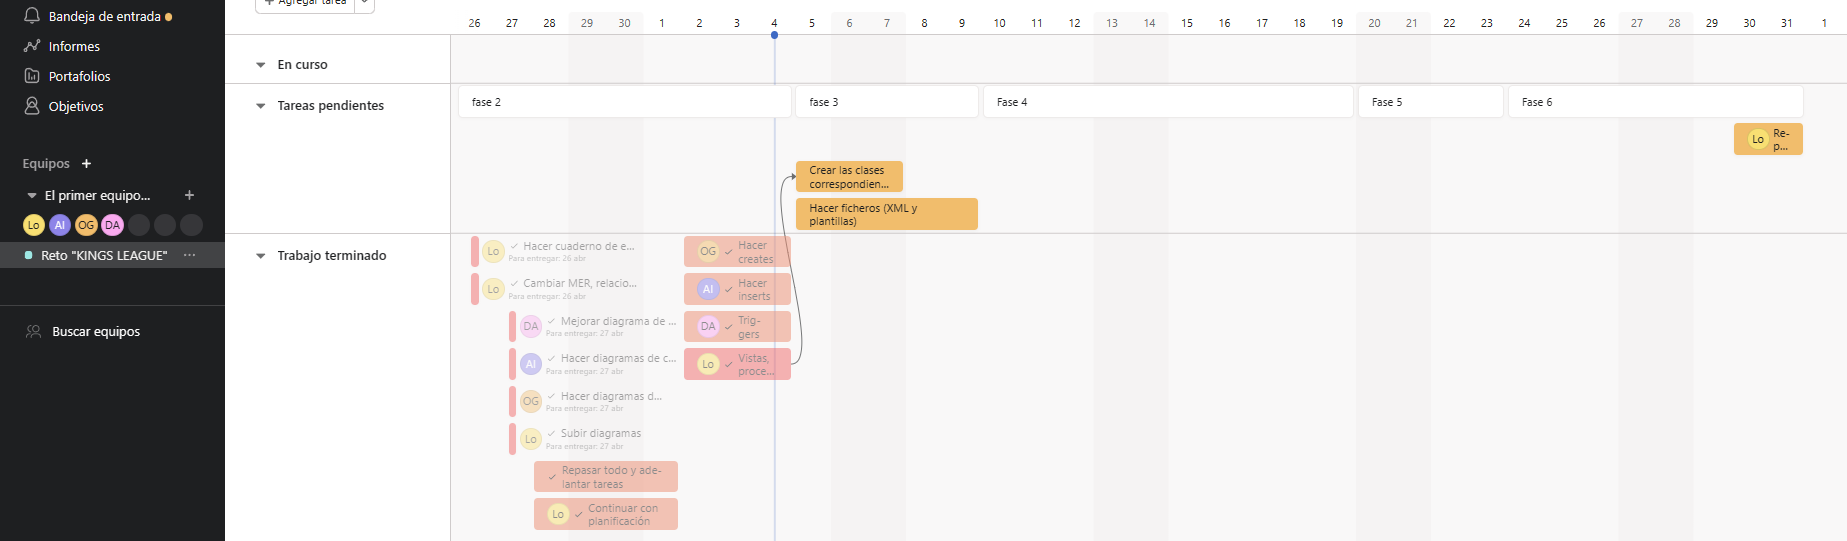 Bandeja de entrada
Informes
Portafolios
Objetivos
Equipos +
El primer equipo... +
Lo AI OG DA
Reto "KINGS LEAGUE" ...
Buscar equipos
+ Agregar tarea
26 27 28 29 30 1 2 3 4 5 6 7 8 9 10 11 12 13 14 15 16 17 18 19 20 21 22 23 24 25 26 27 28 29 30 31 1
En curso
Tareas pendientes
fase 2
fase 3
Fase 4
Fase 5
Fase 6
Lo Re-
p...
Crear las clases
correspondien...
Hacer ficheros (XML y
plantillas)
Trabajo terminado
Lo Hacer cuaderno de e...
Para entregar: 26 abr
OG Hacer
creates
Lo Cambiar MER, relacio...
Para entregar: 26 abr
AI Hacer
inserts
DA Mejorar diagrama de ...
Para entregar: 27 abr
DA Trig-
gers
AI Hacer diagramas de c...
Para entregar: 27 abr
Lo Vistas,
proce...
OG Hacer diagramas d...
Para entregar: 27 abr
Lo Subir diagramas
Para entregar: 27 abr
Repasar todo y ade-
lantar tareas
Lo Continuar con
planificación